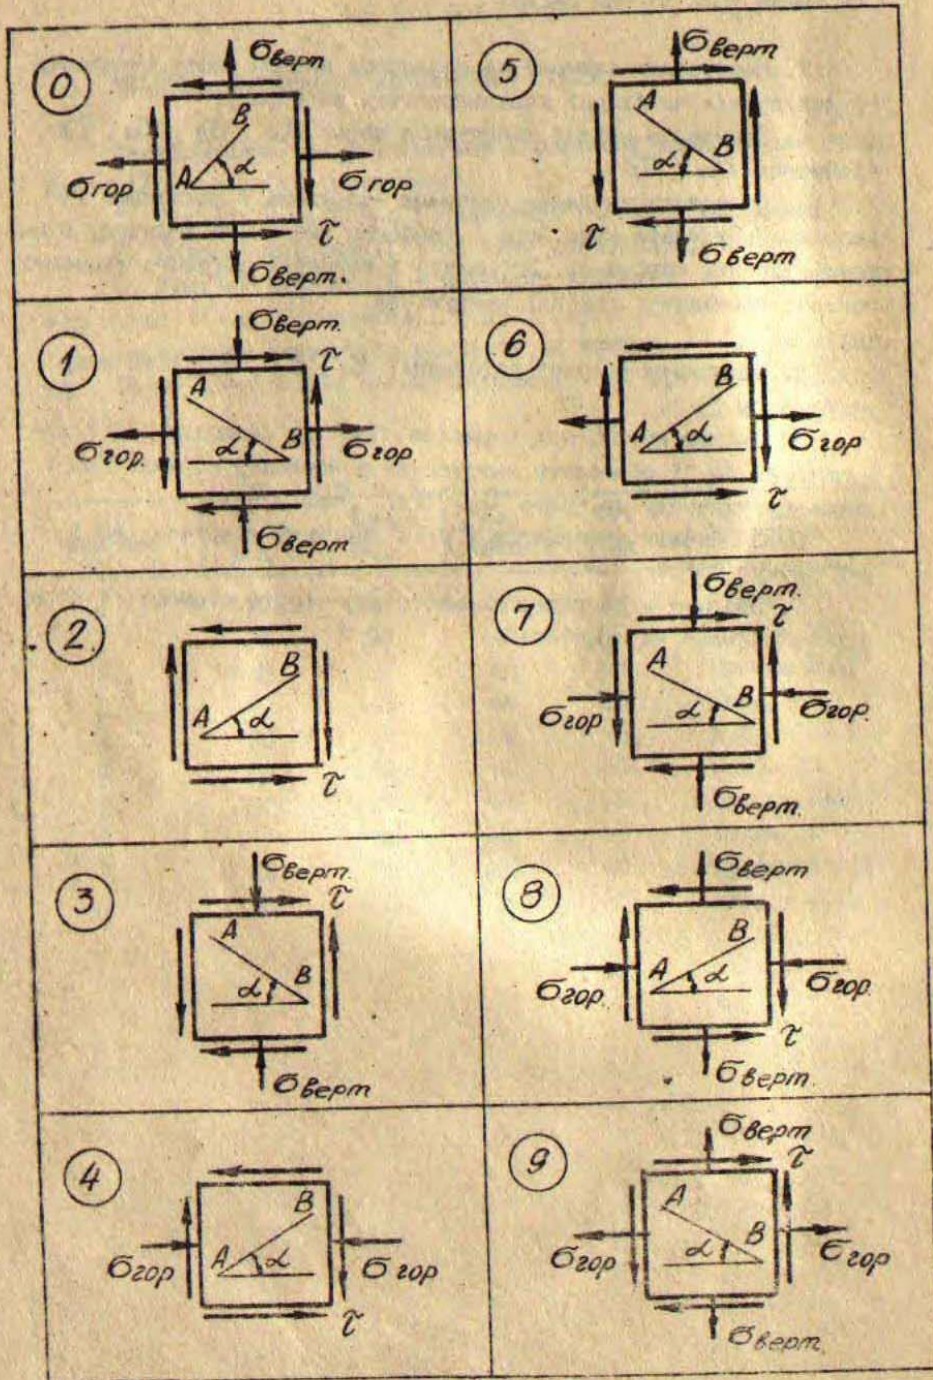 0
σверт
B
α
A
σгор
σгор
τ
σверт.
5
σверт
A
α
B
τ
σверт
1
σверт.
τ
A
α
B
σгор.
σгор
σверт
6
B
A
α
σгор
τ
2
B
A
α
τ
7
σверт.
τ
A
α
B
σгор
σгор.
σверт.
3
σверт.
τ
A
α
B
σверт
8
σверт
B
A
α
σгор.
σгор.
τ
σверт.
4
B
A
α
σгор
σгор
τ
9
σверт
τ
A
α
B
σгор
σгор
σверт.